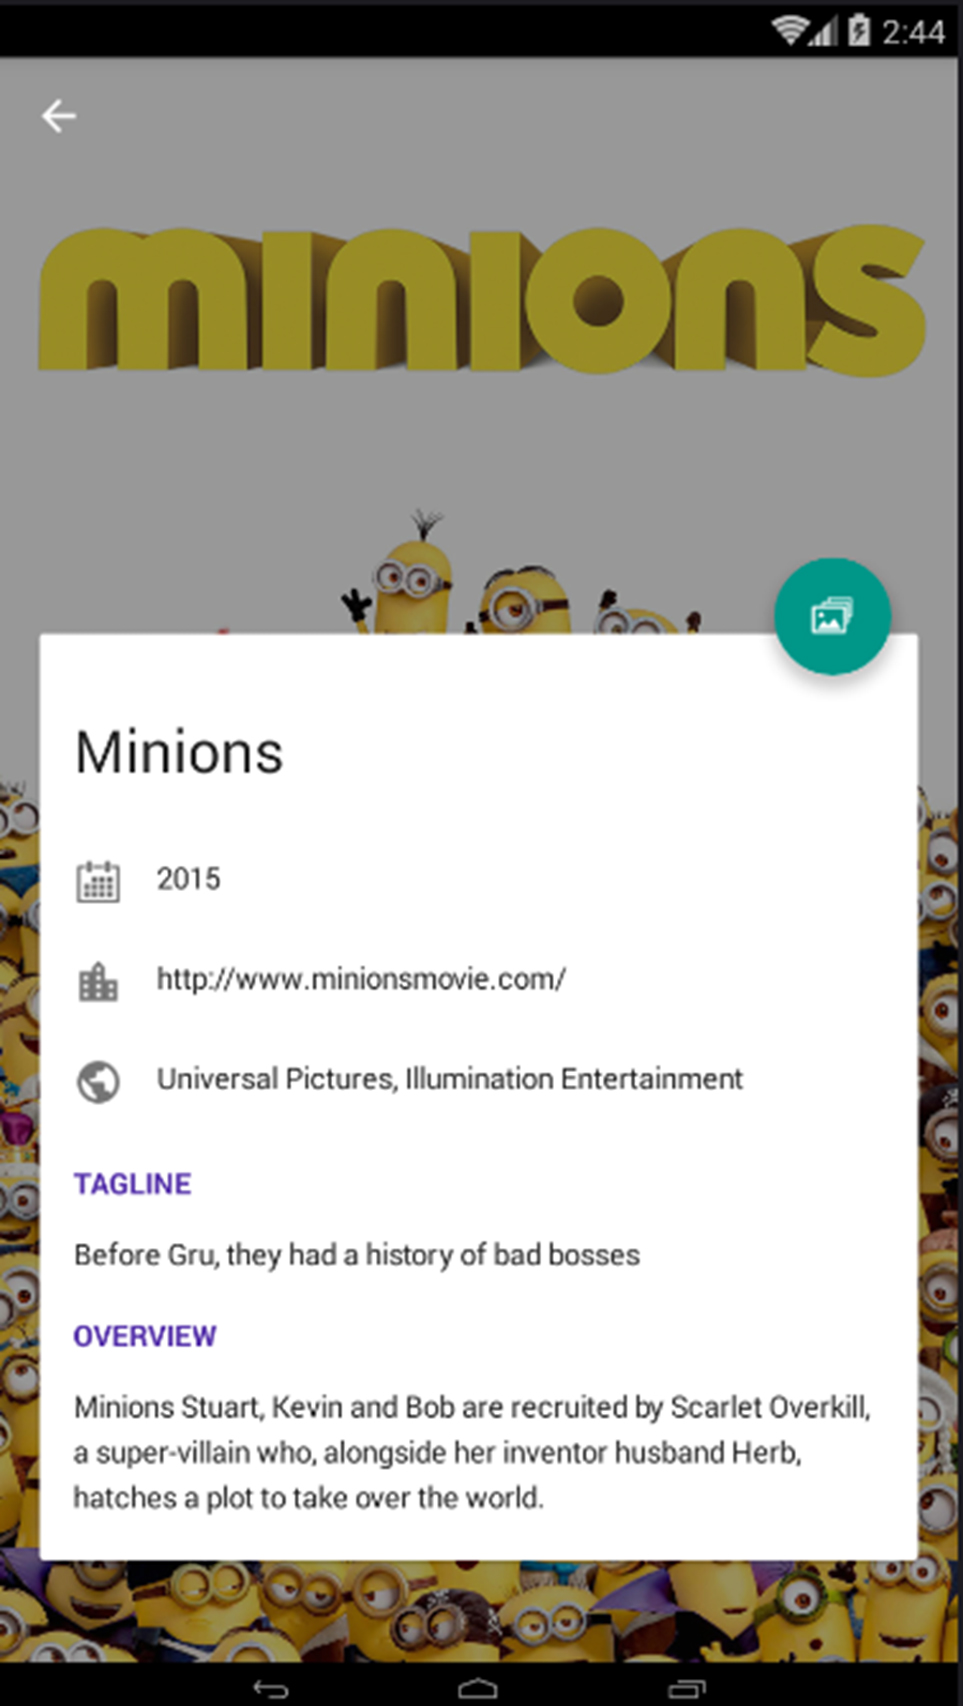 2:44
minions
Minions
2015
http://www.minionsmovie.com/
Universal Pictures, Illumination Entertainment
TAGLINE
Before Gru, they had a history of bad bosses
OVERVIEW
Minions Stuart, Kevin and Bob are recruited by Scarlet Overkill,
a super-villain who, alongside her inventor husband Herb,
hatches a plot to take over the world.